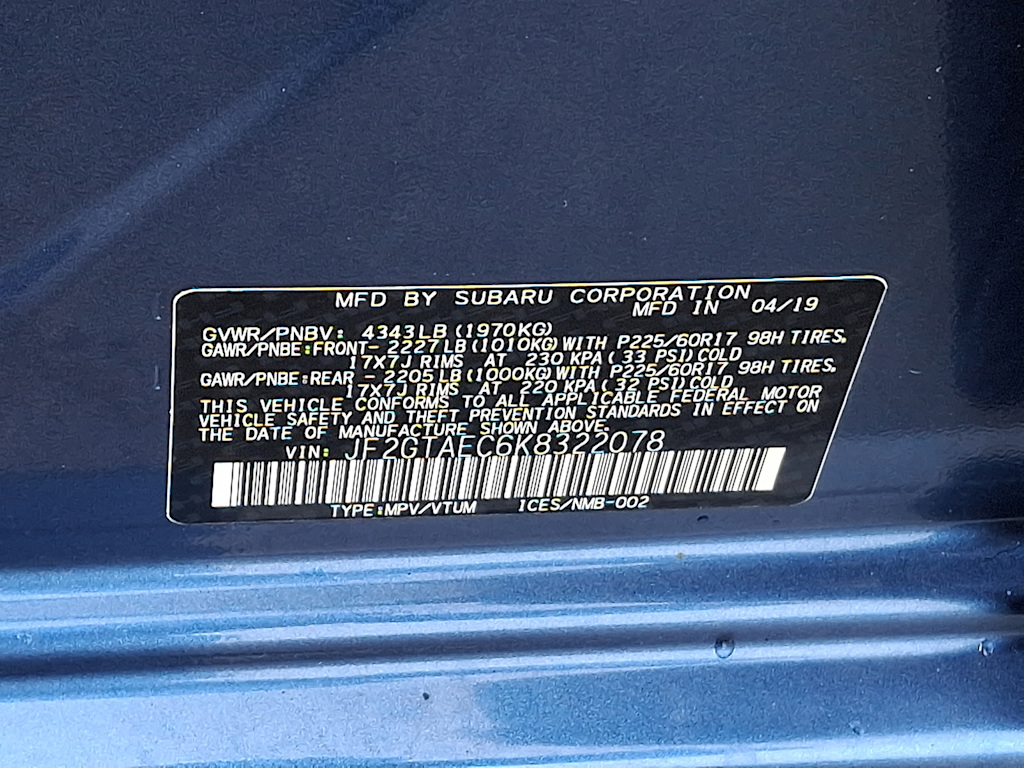 MFD BY SUBARU CORPORATION
MFD IN 04/19
GVWR/PNBV: 4343LB (1970KG)
GAWR/PNBE:FRONT- 2227LB(1010KG)WITH P225/60R17 98H TIRES.
17X7J RIMS AT 230 KPA(33 PSI)COLD
GAWR/PNBE:REAR - 2205LB(1000KG)WITH P225/60R17 98H TIRES.
17X7J RIMS AT 220 KPA(32 PSI)COLD
THIS VEHICLE CONFORMS TO ALL APPLICABLE FEDERAL MOTOR
VEHICLE SAFETY AND THEFT PREVENTION STANDARDS IN EFFECT ON
THE DATE OF MANUFACTURE SHOWN ABOVE.
VIN: JF2GTAEC6K8322078
TYPE:MPV/VTUM ICES/NMB-002